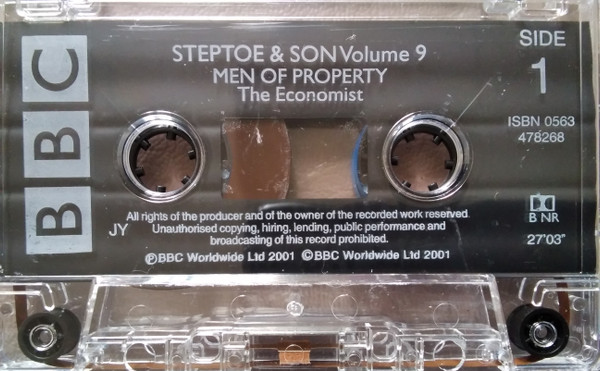 BBC
STEPTOE & SON Volume 9
MEN OF PROPERTY
The Economist
SIDE
1
ISBN 0563
478268
B NR
27'03"
JY
All rights of the producer and of the owner of the recorded work reserved.
Unauthorised copying, hiring, lending, public performance and
broadcasting of this record prohibited.
℗BBC Worldwide Ltd 2001 ©BBC Worldwide Ltd 2001